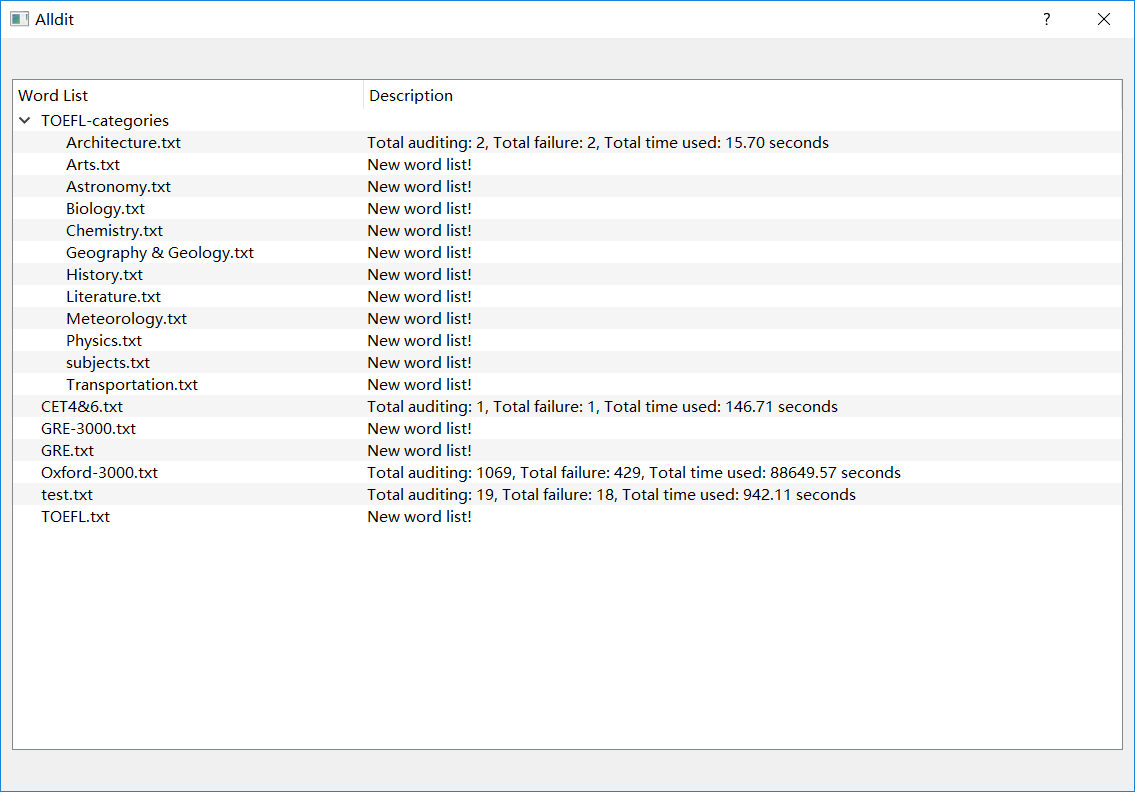 Alldit ?
Word List Description
TOEFL-categories
Architecture.txt Total auditing: 2, Total failure: 2, Total time used: 15.70 seconds
Arts.txt New word list!
Astronomy.txt New word list!
Biology.txt New word list!
Chemistry.txt New word list!
Geography & Geology.txt New word list!
History.txt New word list!
Literature.txt New word list!
Meteorology.txt New word list!
Physics.txt New word list!
subjects.txt New word list!
Transportation.txt New word list!
CET4&6.txt Total auditing: 1, Total failure: 1, Total time used: 146.71 seconds
GRE-3000.txt New word list!
GRE.txt New word list!
Oxford-3000.txt Total auditing: 1069, Total failure: 429, Total time used: 88649.57 seconds
test.txt Total auditing: 19, Total failure: 18, Total time used: 942.11 seconds
TOEFL.txt New word list!